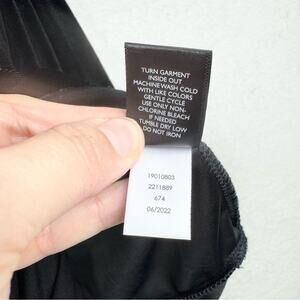 TURN GARMENT
INSIDE OUT
MACHINE WASH COLD
WITH LIKE COLORS
GENTLE CYCLE
USE ONLY NON-
CHLORINE BLEACH
IF NEEDED
TUMBLE DRY LOW
DO NOT IRON
19010803
2211889
674
06/2022